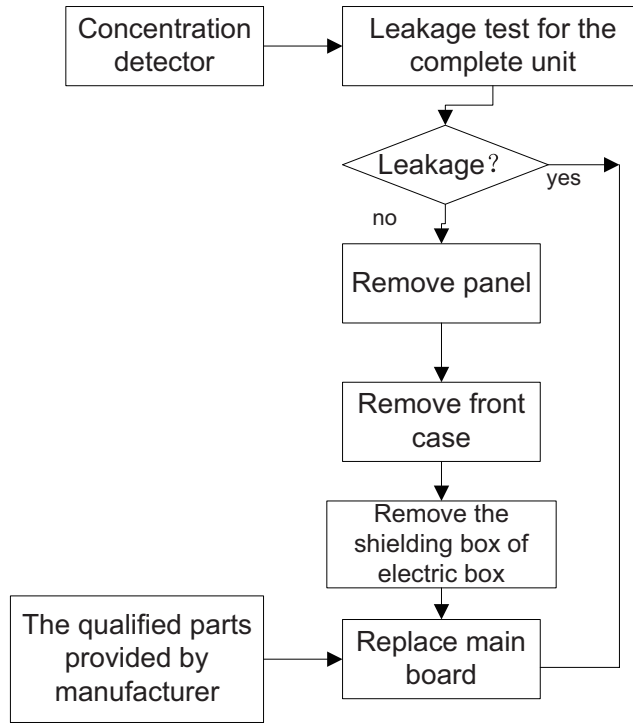 Concentration
detector
Leakage test for the
complete unit
Leakage？
yes
no
Remove panel
Remove front
case
Remove the
shielding box of
electric box
The qualified parts
provided by
manufacturer
Replace main
board